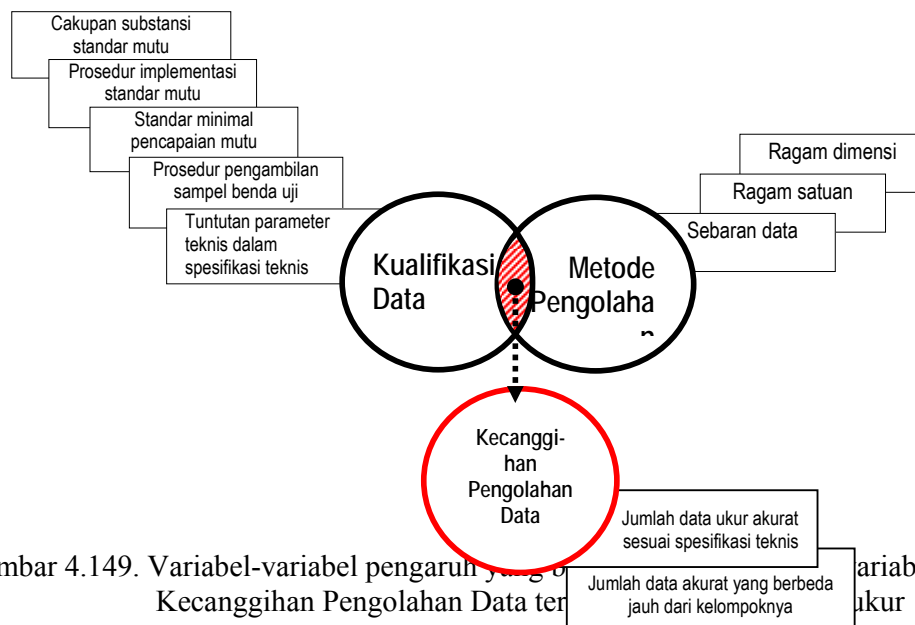 Cakupan substansi
standar mutu
Prosedur implementasi
standar mutu
Standar minimal
pencapaian mutu
Prosedur pengambilan
sampel benda uji
Tuntutan parameter
teknis dalam
spesifikasi teknis
Ragam dimensi
Ragam satuan
Sebaran data
Kualifikasi
Data
Metode
Pengolaha
n
Kecanggi-
han
Pengolahan
Data
Jumlah data ukur akurat
sesuai spesifikasi teknis
Jumlah data akurat yang berbeda
jauh dari kelompoknya
mbar 4.149. Variabel-variabel pengaruh yang b ariab
Kecanggihan Pengolahan Data ter ukur